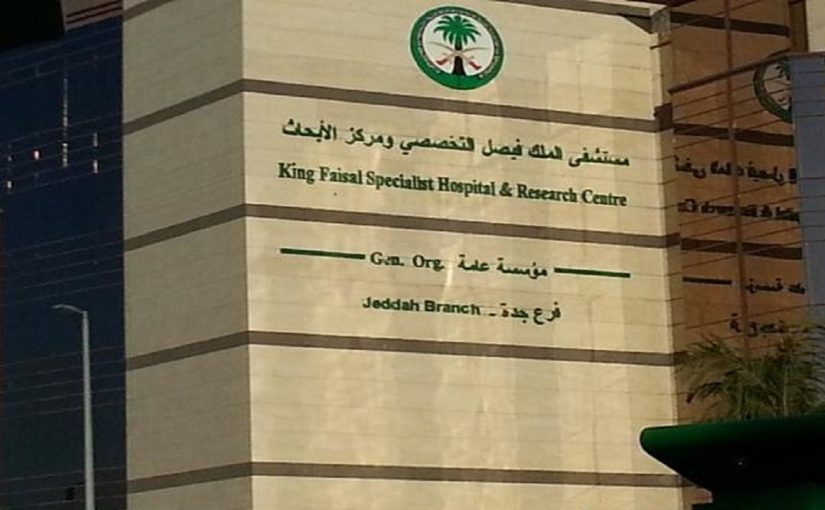 مستشفى الملك فيصل التخصصي ومركز الأبحاث
King Faisal Specialist Hospital & Research Centre
Gen. Org. مؤسسة عامة
Jeddah Branch - فرع جدة